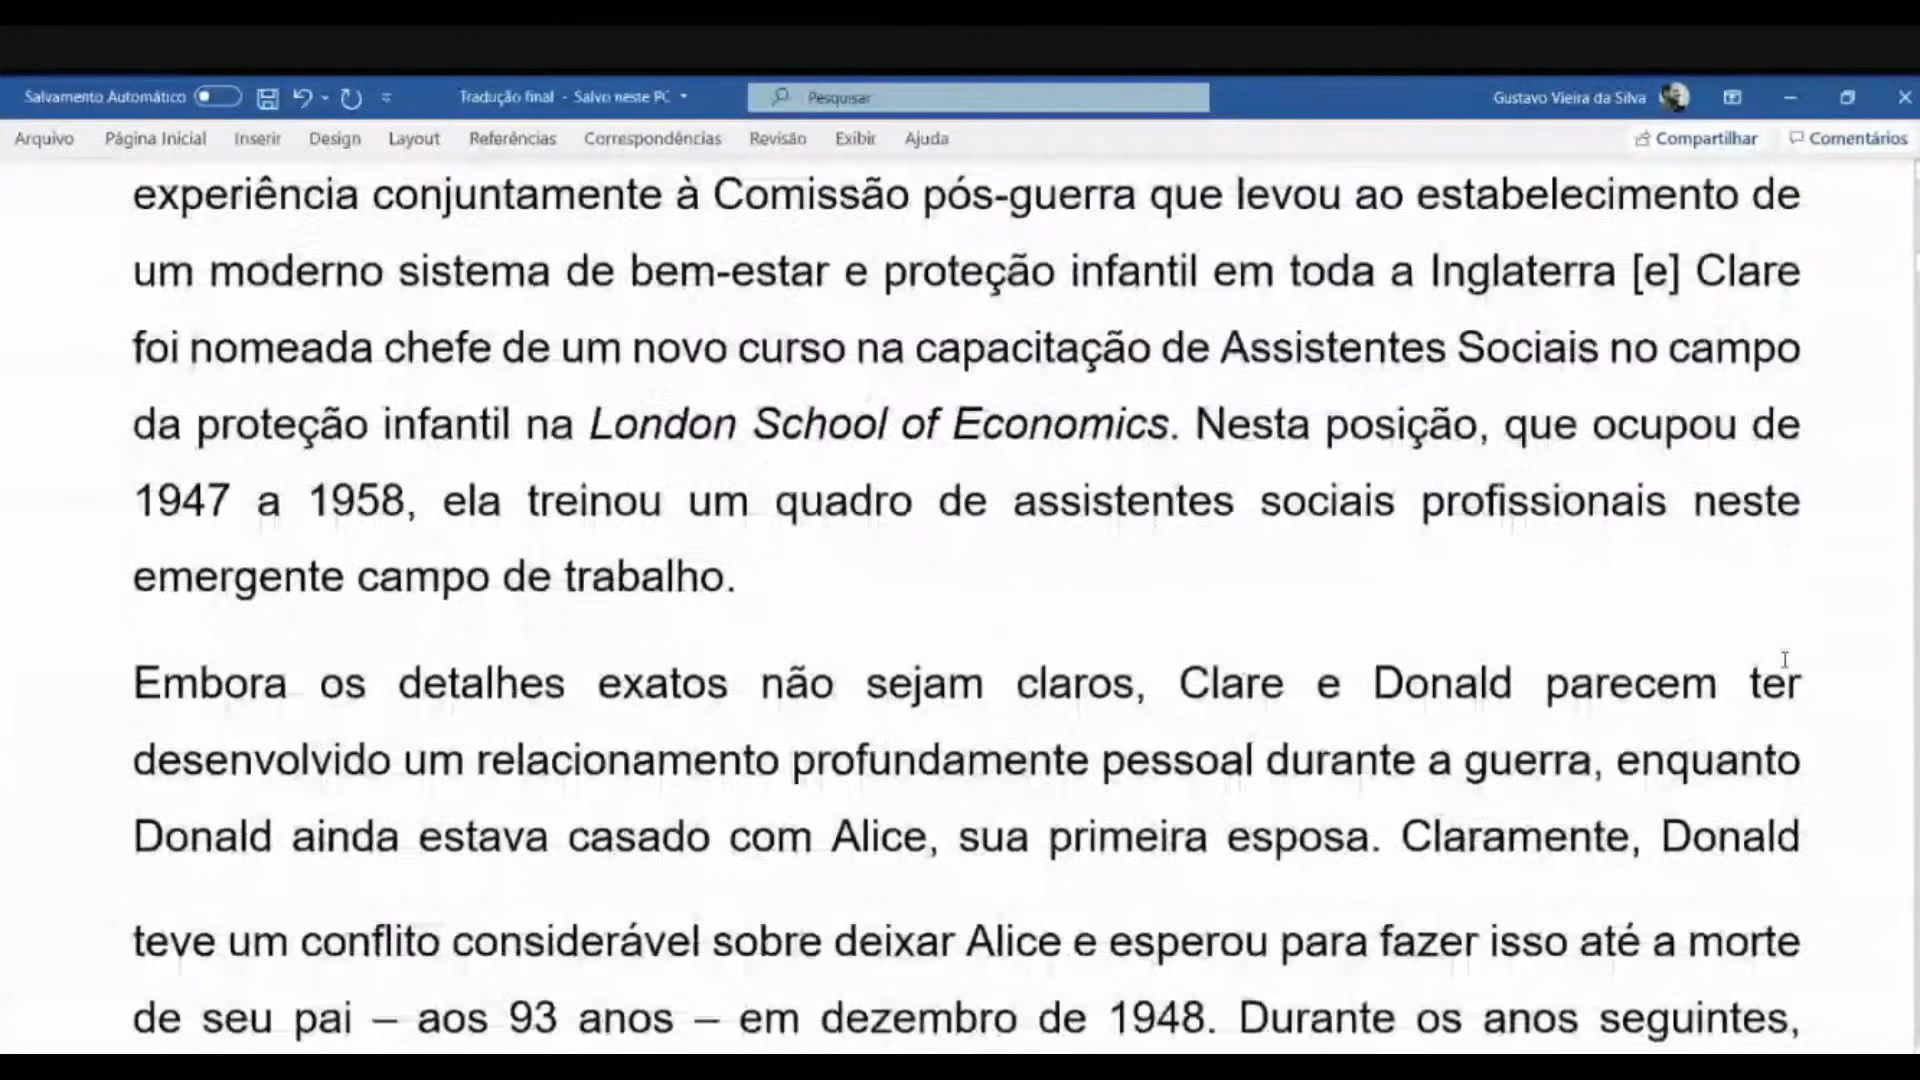 Salvamento Automático
Tradução final - Salvo neste PC
Pesquisar
Gustavo Vieira da Silva
Arquivo Página Inicial Inserir Design Layout Referências Correspondências Revisão Exibir Ajuda Compartilhar Comentários
experiência conjuntamente à Comissão pós-guerra que levou ao estabelecimento de
um moderno sistema de bem-estar e proteção infantil em toda a Inglaterra [e] Clare
foi nomeada chefe de um novo curso na capacitação de Assistentes Sociais no campo
da proteção infantil na London School of Economics. Nesta posição, que ocupou de
1947 a 1958, ela treinou um quadro de assistentes sociais profissionais neste
emergente campo de trabalho.
Embora os detalhes exatos não sejam claros, Clare e Donald parecem ter
desenvolvido um relacionamento profundamente pessoal durante a guerra, enquanto
Donald ainda estava casado com Alice, sua primeira esposa. Claramente, Donald
teve um conflito considerável sobre deixar Alice e esperou para fazer isso até a morte
de seu pai – aos 93 anos – em dezembro de 1948. Durante os anos seguintes,